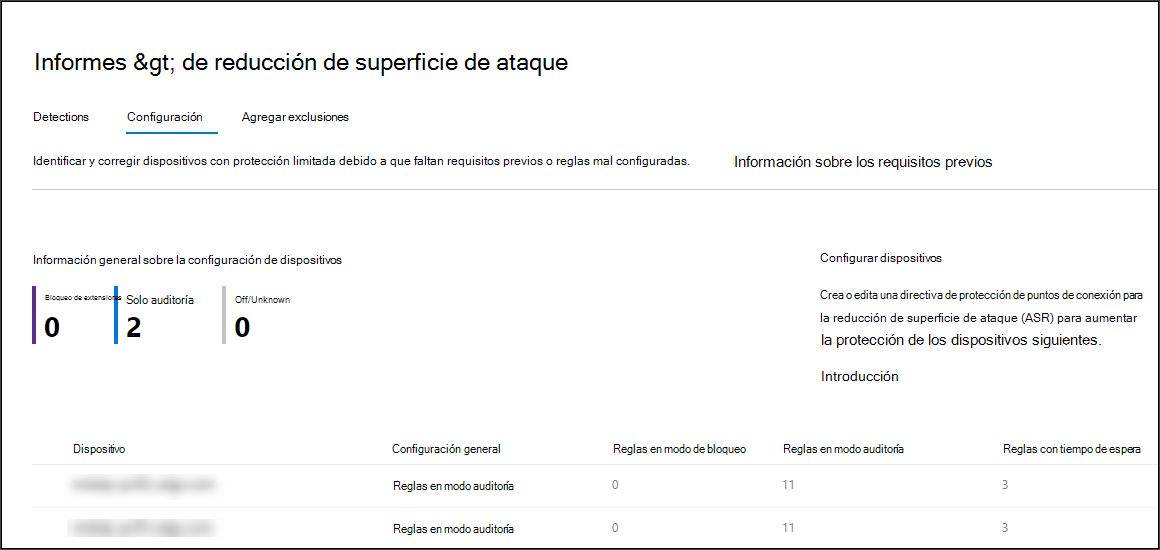 Informes &gt; de reducción de superficie de ataque
Detections Configuración Agregar exclusiones
Identificar y corregir dispositivos con protección limitada debido a que faltan requisitos previos o reglas mal configuradas. Información sobre los requisitos previos
Información general sobre la configuración de dispositivos
Bloqueo de extensiones Solo auditoría Off/Unknown
0 2 0
Configurar dispositivos
Crea o edita una directiva de protección de puntos de conexión para
la reducción de superficie de ataque (ASR) para aumentar
la protección de los dispositivos siguientes.
Introducción
Dispositivo Configuración general Reglas en modo de bloqueo Reglas en modo auditoría Reglas con tiempo de espera
Reglas en modo auditoría 0 11 3
Reglas en modo auditoría 0 11 3